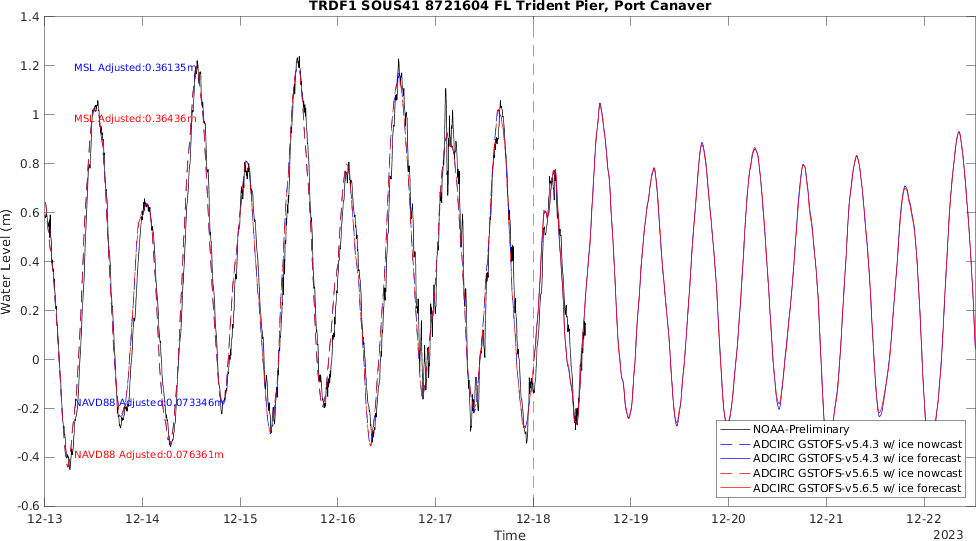 TRDF1 SOUS41 8721604 FL Trident Pier, Port Canaver
1.4
1.2
1
0.8
0.6
0.4
0.2
0
-0.2
-0.4
-0.6
Water Level (m)
MSL Adjusted:0.36135m
MSL Adjusted:0.36436m
NAVD88 Adjusted:0.073346m
NAVD88 Adjusted:0.076361m
NOAA-Preliminary
ADCIRC GSTOFS-v5.4.3 w/ ice nowcast
ADCIRC GSTOFS-v5.4.3 w/ ice forecast
ADCIRC GSTOFS-v5.6.5 w/ ice nowcast
ADCIRC GSTOFS-v5.6.5 w/ ice forecast
12-13 12-14 12-15 12-16 12-17 12-18 12-19 12-20 12-21 12-22
Time
2023